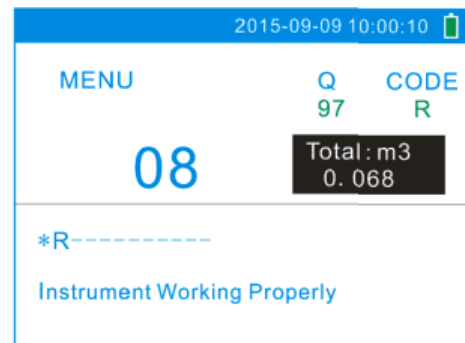 2015-09-09 10:00:10
MENU Q CODE
97 R
08 Total:m3
0.068
*R----------
Instrument Working Properly